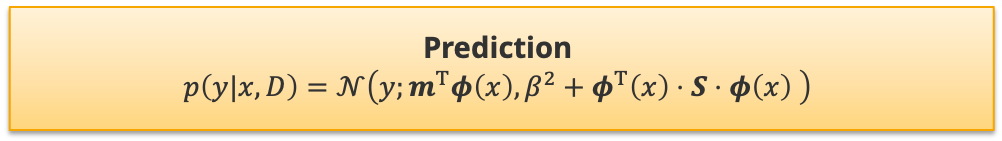 Prediction
𝑝(𝑦|𝑥, 𝐷) = 𝒩(𝑦; 𝒎ᵀ𝝓(𝑥), 𝛽² + 𝝓ᵀ(𝑥) · 𝑺 · 𝝓(𝑥) )